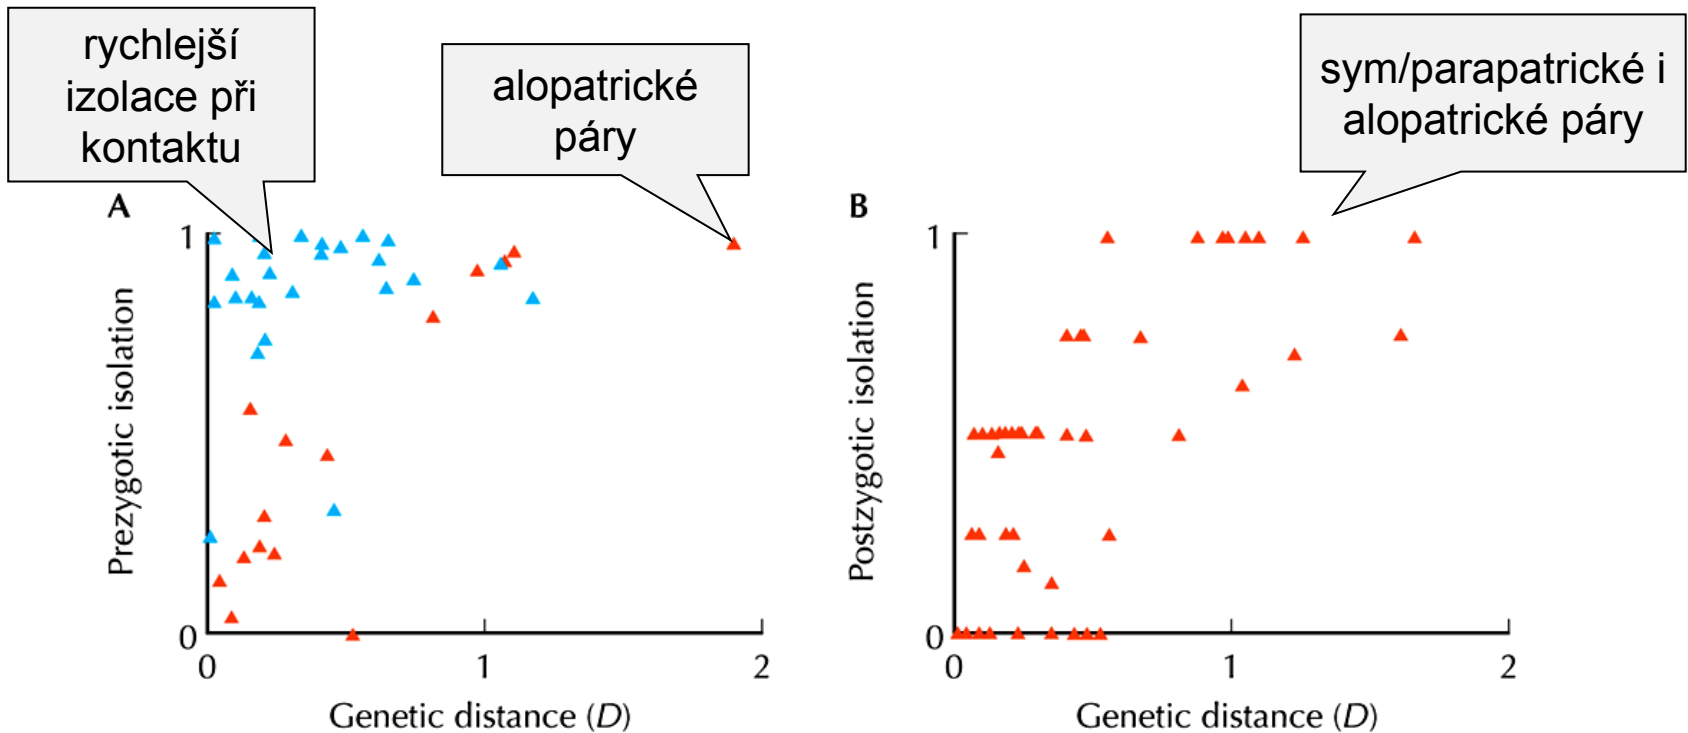 rychlejší
izolace při
kontaktu
alopatrické
páry
sym/parapatrické i
alopatrické páry
A
1
Prezygotic isolation
0
0 1 2
Genetic distance (D)
B
1
Postzygotic isolation
0
0 1 2
Genetic distance (D)